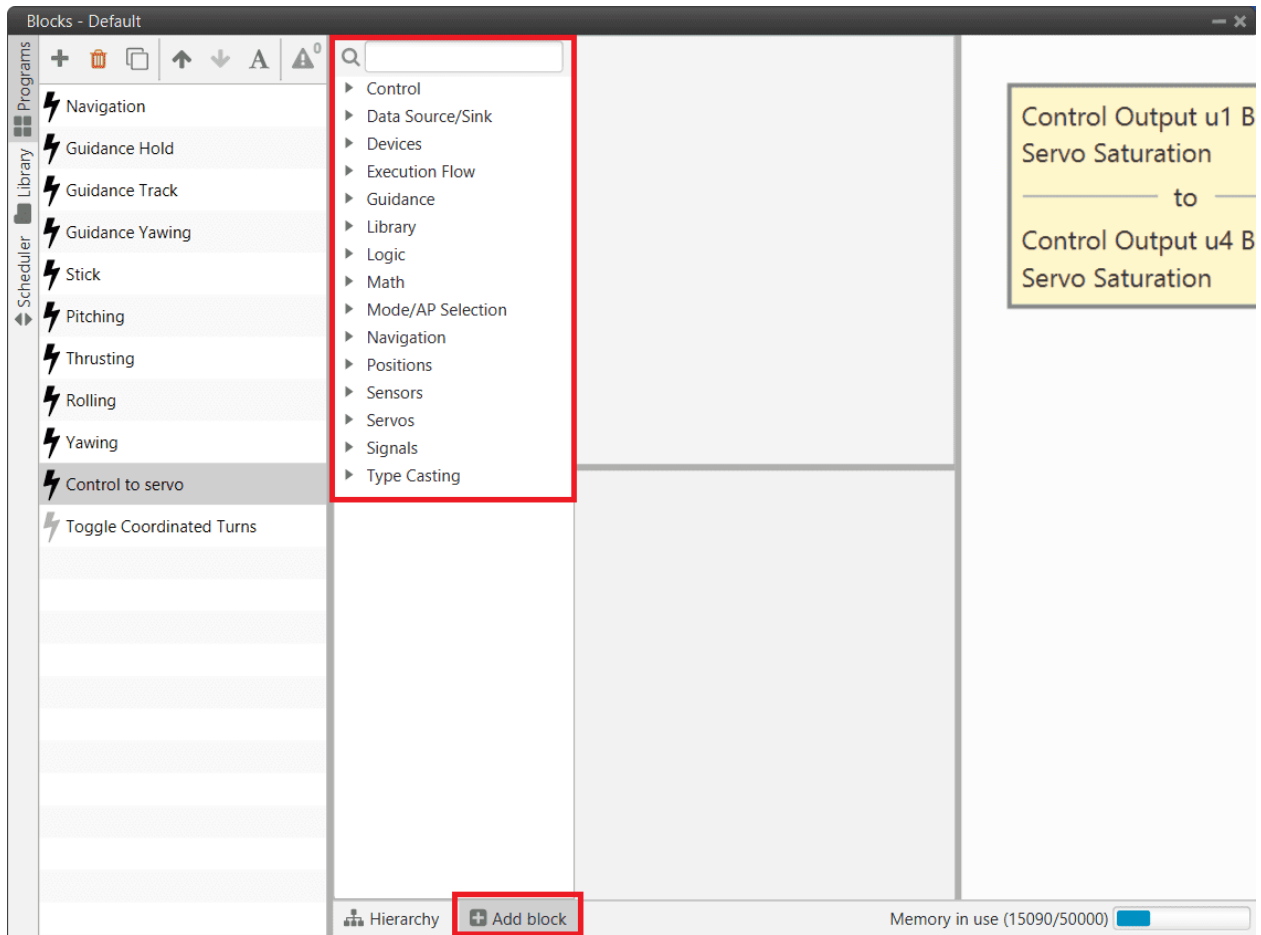 Blocks - Default
Programs
Library
Scheduler
A
0
Navigation
Guidance Hold
Guidance Track
Guidance Yawing
Stick
Pitching
Thrusting
Rolling
Yawing
Control to servo
Toggle Coordinated Turns
Control
Data Source/Sink
Devices
Execution Flow
Guidance
Library
Logic
Math
Mode/AP Selection
Navigation
Positions
Sensors
Servos
Signals
Type Casting
Control Output u1 B
Servo Saturation
to
Control Output u4 B
Servo Saturation
Hierarchy
Add block
Memory in use (15090/50000)